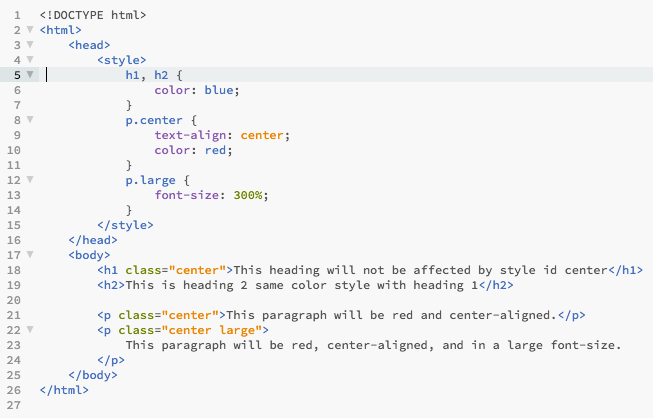 1 <!DOCTYPE html>
2 <html>
3     <head>
4         <style>
5             h1, h2 {
6                 color: blue;
7             }
8             p.center {
9                 text-align: center;
10                 color: red;
11             }
12             p.large {
13                 font-size: 300%;
14             }
15         </style>
16     </head>
17     <body>
18         <h1 class="center">This heading will not be affected by style id center</h1>
19         <h2>This is heading 2 same color style with heading 1</h2>
20
21         <p class="center">This paragraph will be red and center-aligned.</p>
22         <p class="center large">
23             This paragraph will be red, center-aligned, and in a large font-size.
24         </p>
25     </body>
26 </html>
27